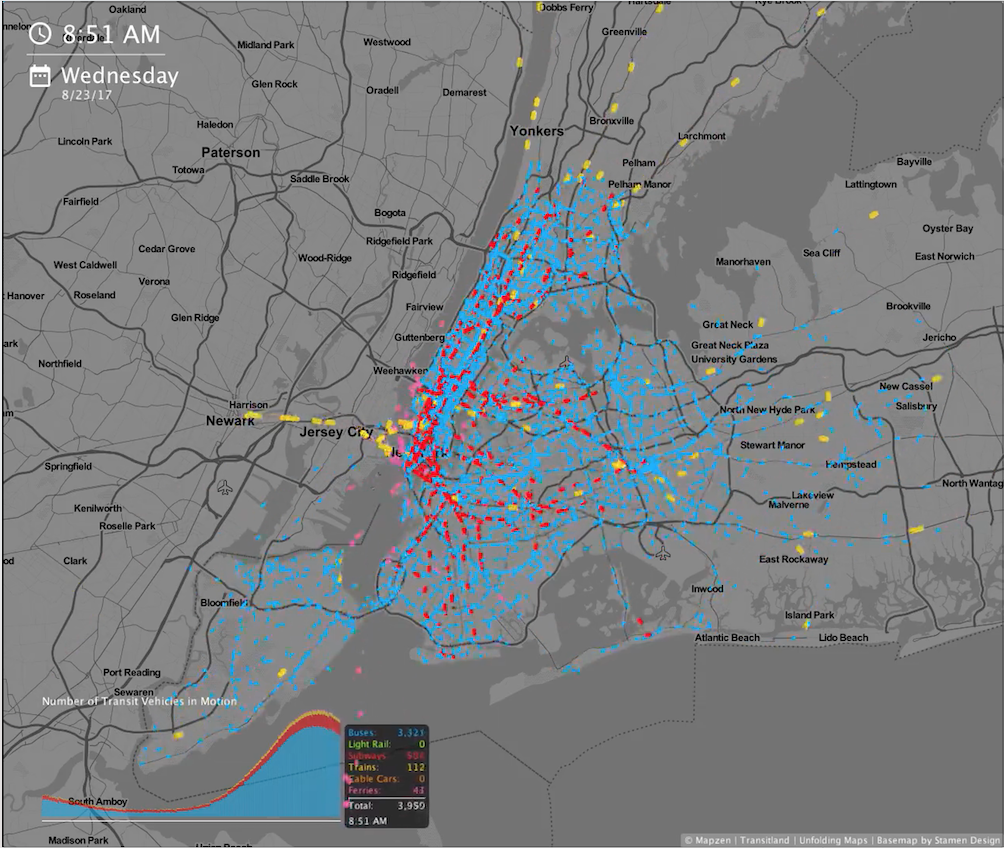 Oakland
Dobbs Ferry
Hartsdale
Rye Brook
8:51 AM
Greenville
Midland Park
Westwood
Wednesday
8/23/17
Glen Rock
Oradell
Demarest
Haledon
Yonkers
Bronxville
Lincoln Park
Larchmont
Paterson
Totowa
Saddle Brook
Pelham
Bayville
Pelham Manor
Lattingtown
Fairfield
Bogota
Oyster Bay
Cedar Grove
Ridgefield Park
Wood-Ridge
Sea Cliff
East Norwich
West Caldwell
Verona
Ridgefield
Manorhaven
Hanover
Roseland
Fairview
Brookville
Glen Ridge
Great Neck
Guttenberg
Jericho
Great Neck Plaza
University Gardens
Northfield
Weehawken
New Cassel
Harrison
Salisbury
Newark
North New Hyde Park
Jersey City
Stewart Manor
Springfield
Hempstead
North Wantag
Lakeview
Malverne
Kenilworth
Roselle Park
Clark
East Rockaway
Inwood
Bloomfield
Island Park
Atlantic Beach
Lido Beach
Port Reading
Sewaren
Number of Transit Vehicles in Motion
Buses: 3,321
Light Rail: 0
Subways:
Trains: 112
Cable Cars: 0
Ferries: 43
Total: 3,950
8:51 AM
South Amboy
Madison Park
© Mapzen | Transitland | Unfolding Maps | Basemap by Stamen Design